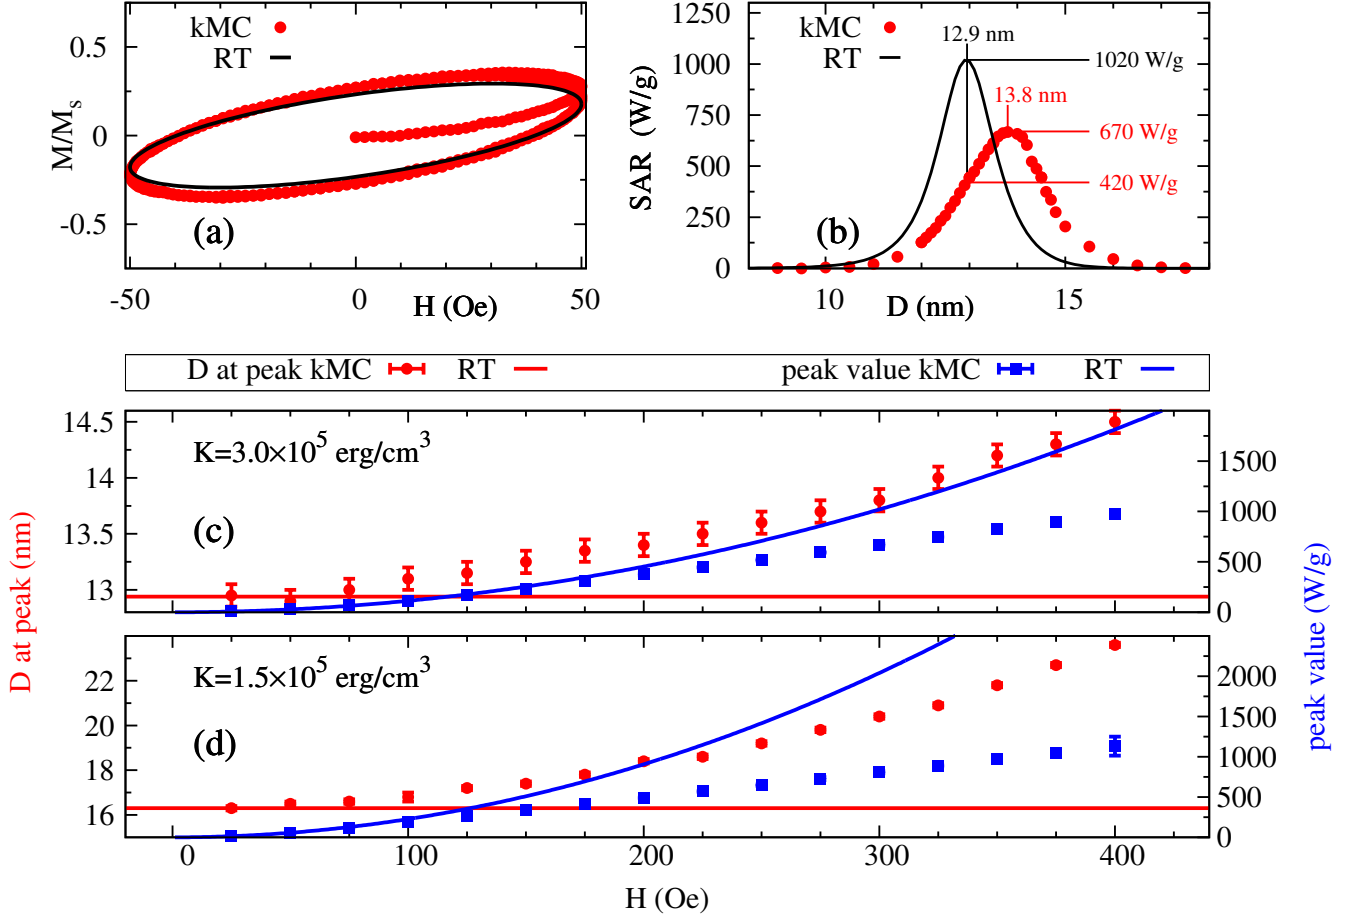 kMC
RT
0.5
0
-0.5
M/Ms
(a)
-50
0
50
H (Oe)
kMC
RT
1250
1000
750
500
250
0
SAR (W/g)
12.9 nm
1020 W/g
13.8 nm
670 W/g
420 W/g
(b)
10
15
D (nm)
D at peak kMC
RT
peak value kMC
RT
K=3.0×10^5 erg/cm^3
(c)
14.5
14
13.5
13
1500
1000
500
0
K=1.5×10^5 erg/cm^3
(d)
22
20
18
16
2000
1500
1000
500
0
D at peak (nm)
peak value (W/g)
0
100
200
300
400
H (Oe)